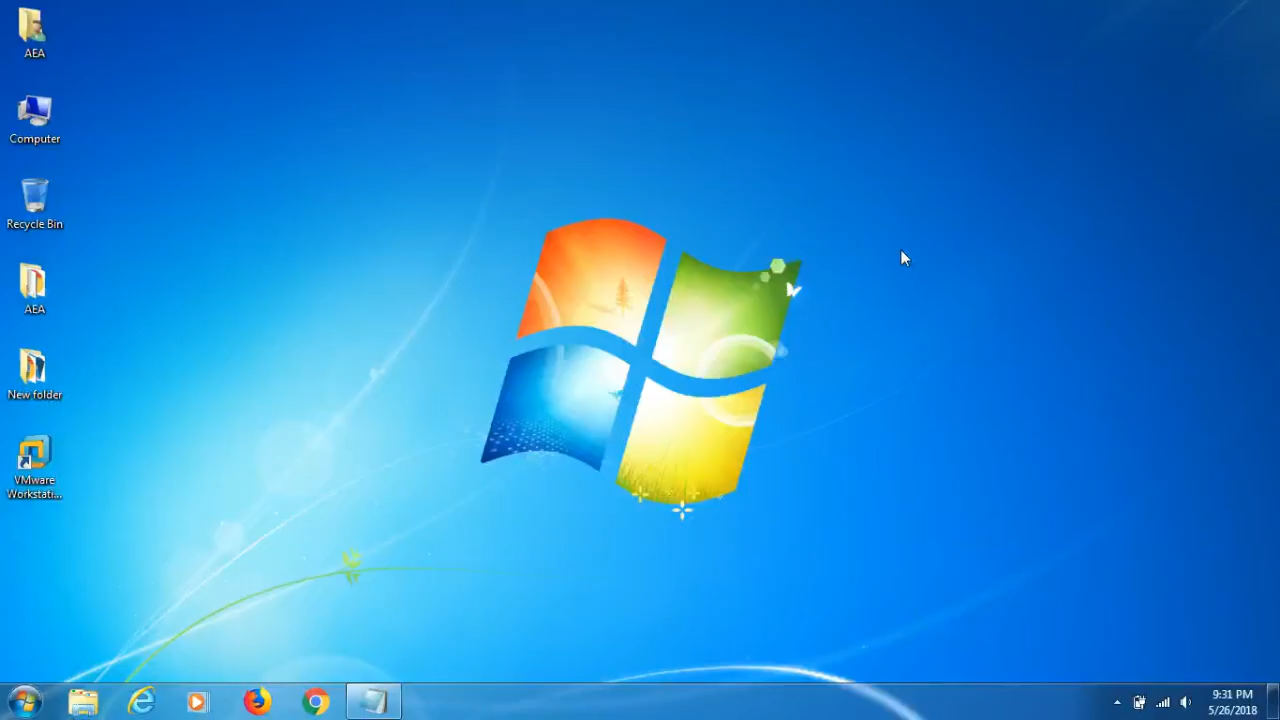 AEA
Computer
Recycle Bin
AEA
New folder
VMware
Workstati...
9:31 PM
5/26/2018